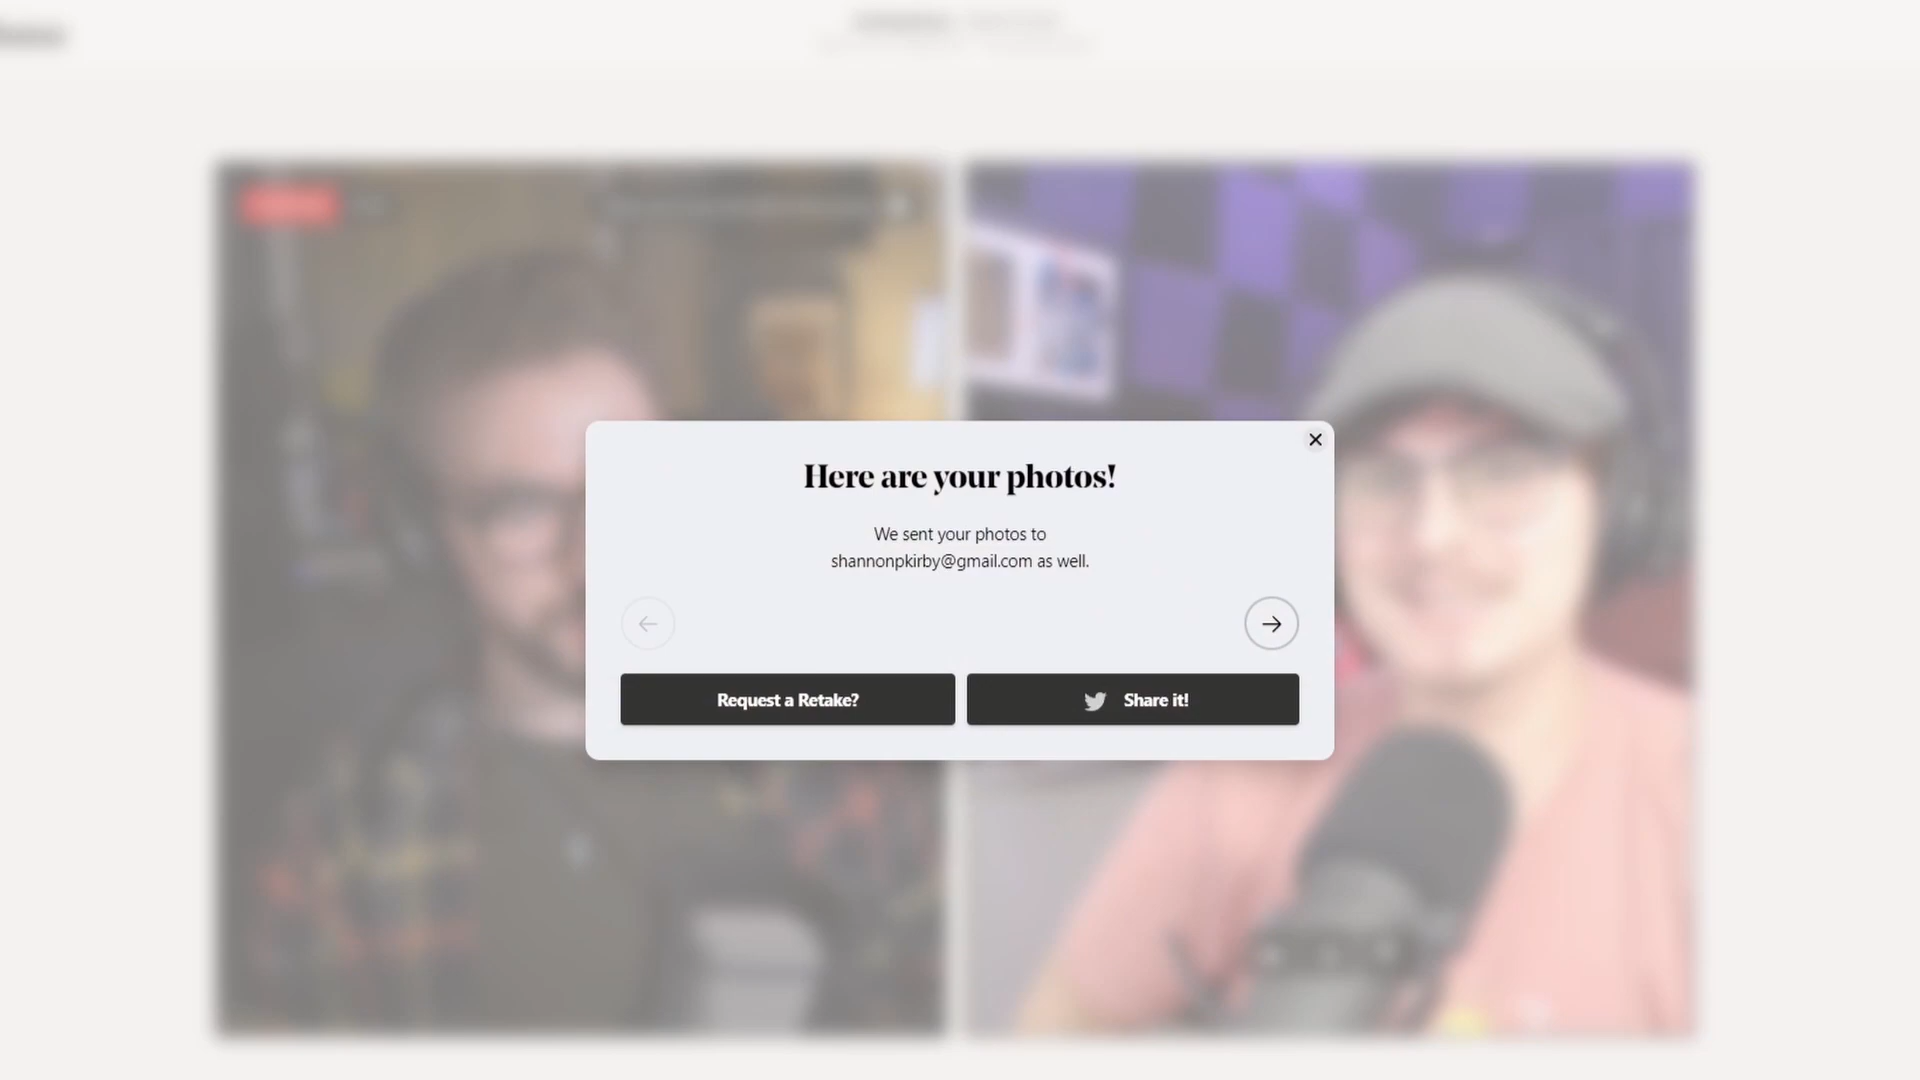 Here are your photos!
We sent your photos to
shannonpkirby@gmail.com as well.
Request a Retake?
Share it!